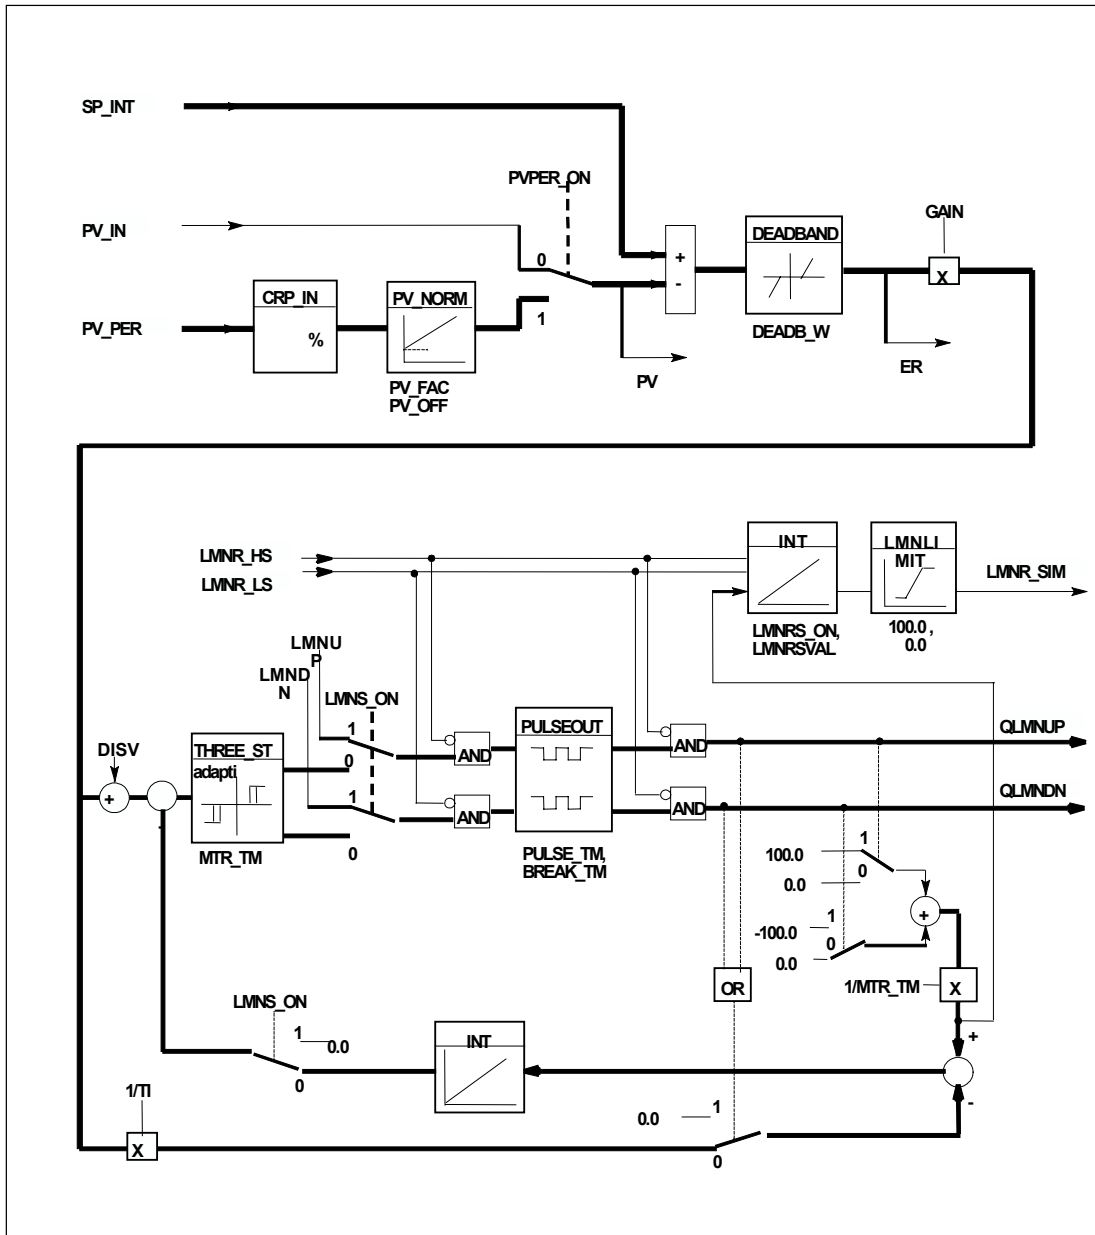 SP_INT
PVPER_ON
GAIN
PV_IN
DEADBAND
0
+
-
X
CRP_IN
PV_NORM
PV_PER
%
1
DEADB_W
PV
ER
PV_FAC
PV_OFF
LMNR_HS
LMNR_LS
INT
LMNLI
MIT
LMNR_SIM
LMNRS_ON,
LMNRSVAL
100.0 ,
0.0
LMNU
P
LMND
N
LMNS_ON
PULSEOUT
QLMNUP
1
DISV
THREE_ST
adapti
AND
AND
0
+
1
QLMNDN
AND
AND
-
0
MTR_TM
PULSE_TM,
BREAK_TM
1
100.0
0
0.0
1
+
-100.0
0
0.0
OR
1/MTR_TM
X
LMNS_ON
1
0.0
INT
+
0
1/TI
-
0.0
1
X
0